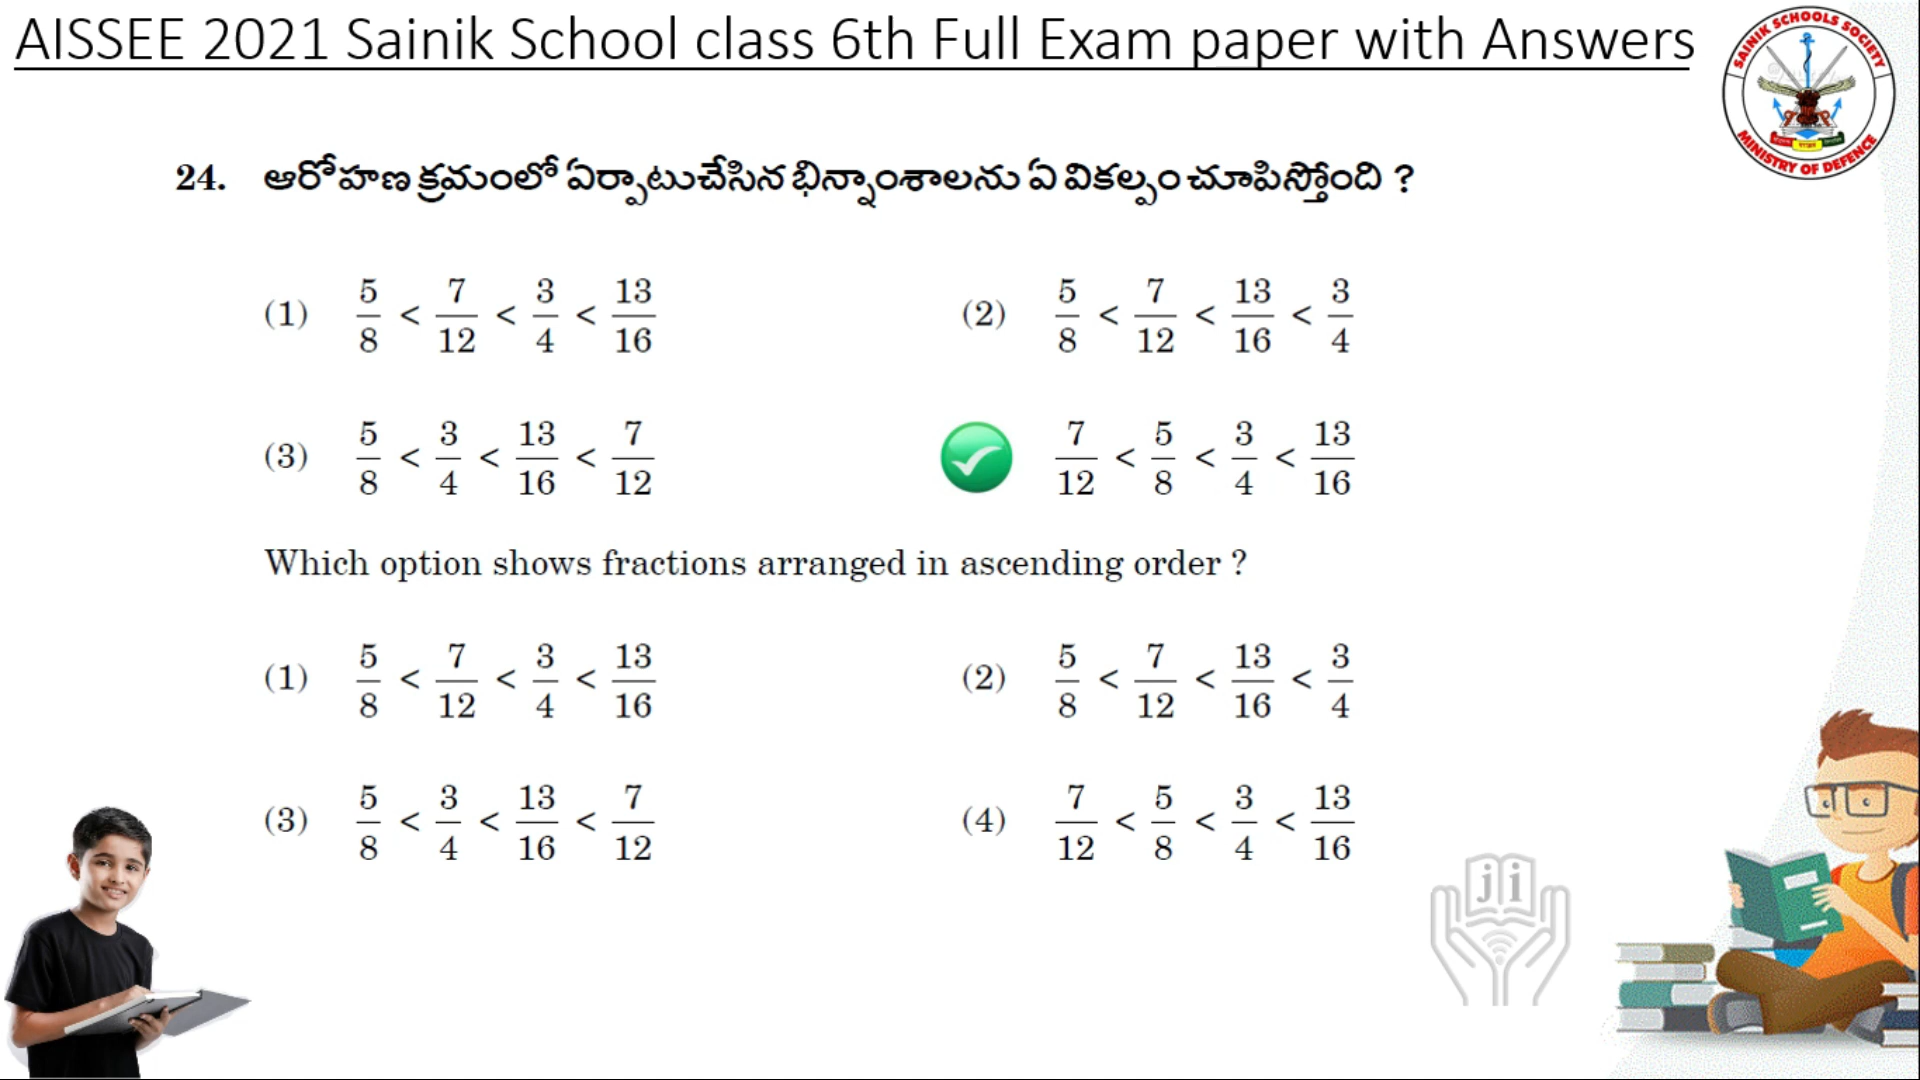 AISSEE 2021 Sainik School class 6th Full Exam paper with Answers
SAINIK SCHOOLS SOCIETY
MINISTRY OF DEFENCE
24. ఆరోహణ క్రమంలో ఏర్పాటుచేసిన భిన్నాంశాలను ఏ వికల్పం చూపిస్తోంది ?
(1) 5/8 < 7/12 < 3/4 < 13/16 (2) 5/8 < 7/12 < 13/16 < 3/4
(3) 5/8 < 3/4 < 13/16 < 7/12 7/12 < 5/8 < 3/4 < 13/16
Which option shows fractions arranged in ascending order ?
(1) 5/8 < 7/12 < 3/4 < 13/16 (2) 5/8 < 7/12 < 13/16 < 3/4
(3) 5/8 < 3/4 < 13/16 < 7/12 (4) 7/12 < 5/8 < 3/4 < 13/16
ji